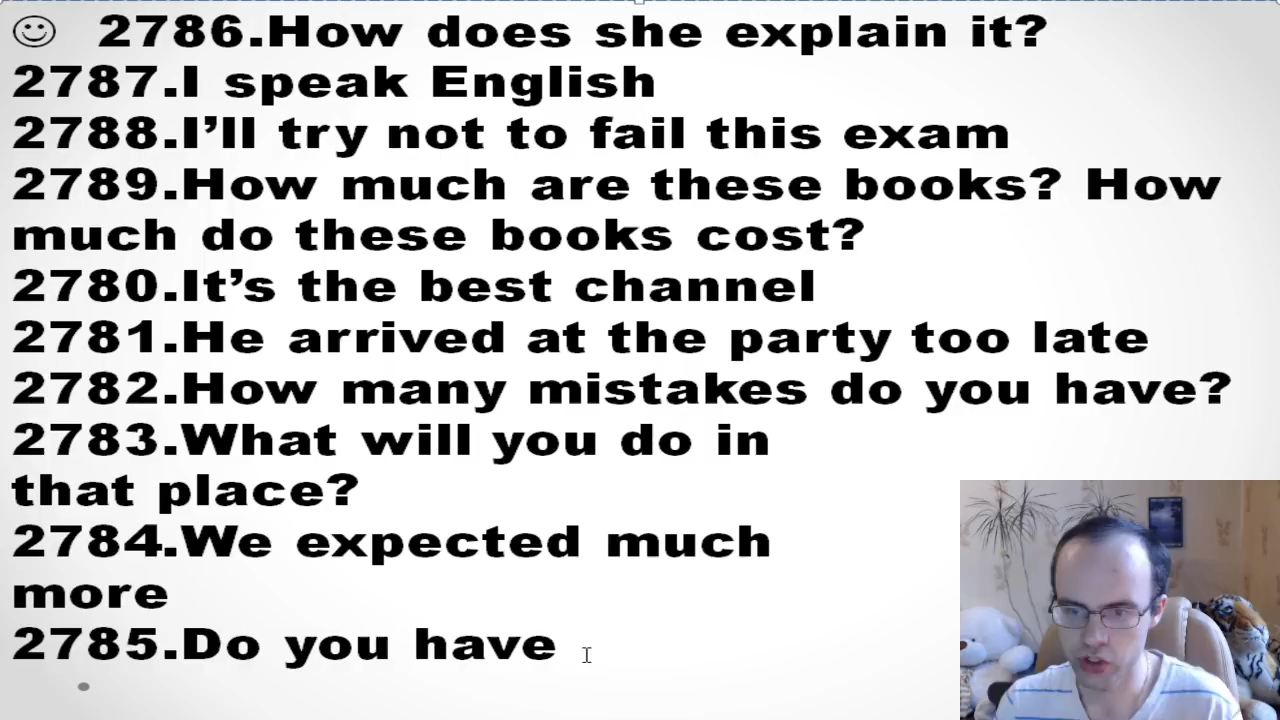 ☺ 2786.How does she explain it?
2787.I speak English
2788.I’ll try not to fail this exam
2789.How much are these books? How
much do these books cost?
2780.It’s the best channel
2781.He arrived at the party too late
2782.How many mistakes do you have?
2783.What will you do in
that place?
2784.We expected much
more
2785.Do you have